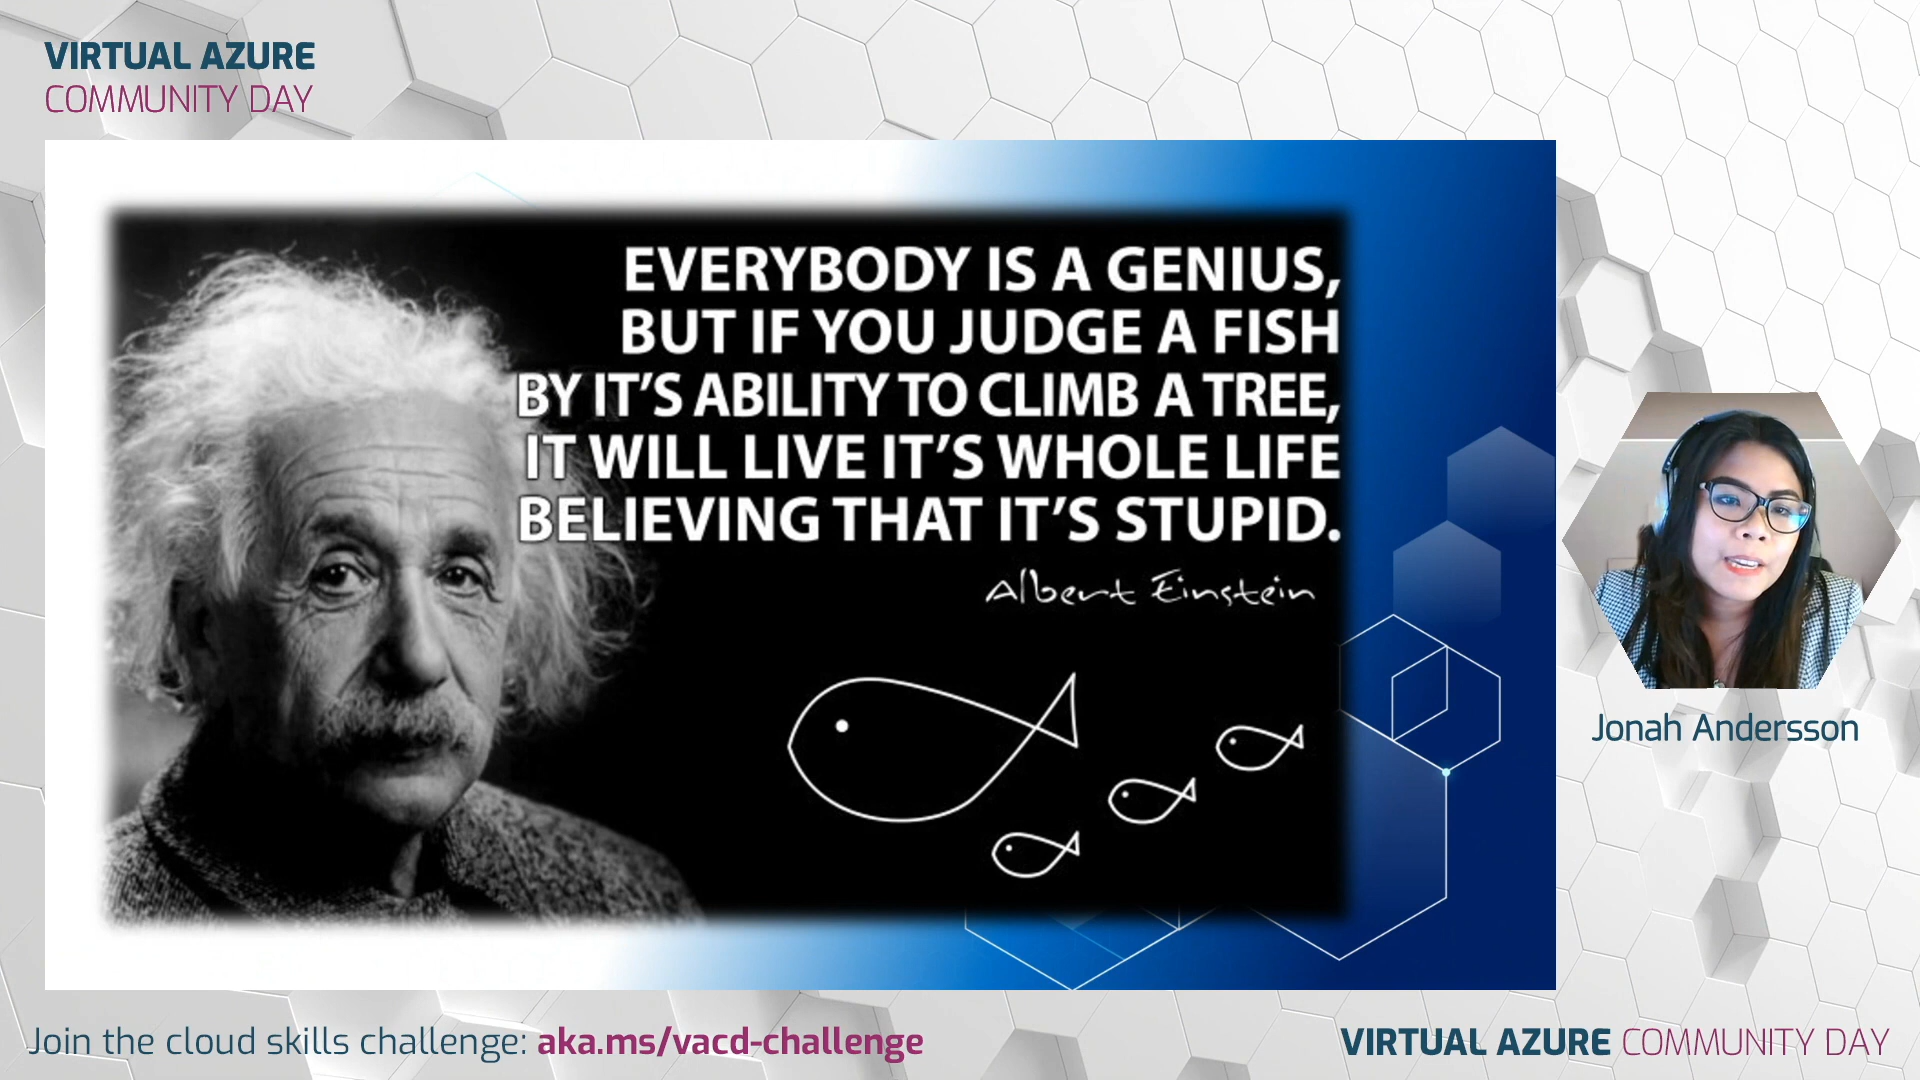 VIRTUAL AZURE
COMMUNITY DAY
EVERYBODY IS A GENIUS,
BUT IF YOU JUDGE A FISH
BY IT’S ABILITY TO CLIMB A TREE,
IT WILL LIVE IT’S WHOLE LIFE
BELIEVING THAT IT’S STUPID.
Albert Einstein
Jonah Andersson
Join the cloud skills challenge: aka.ms/vacd-challenge
VIRTUAL AZURE COMMUNITY DAY